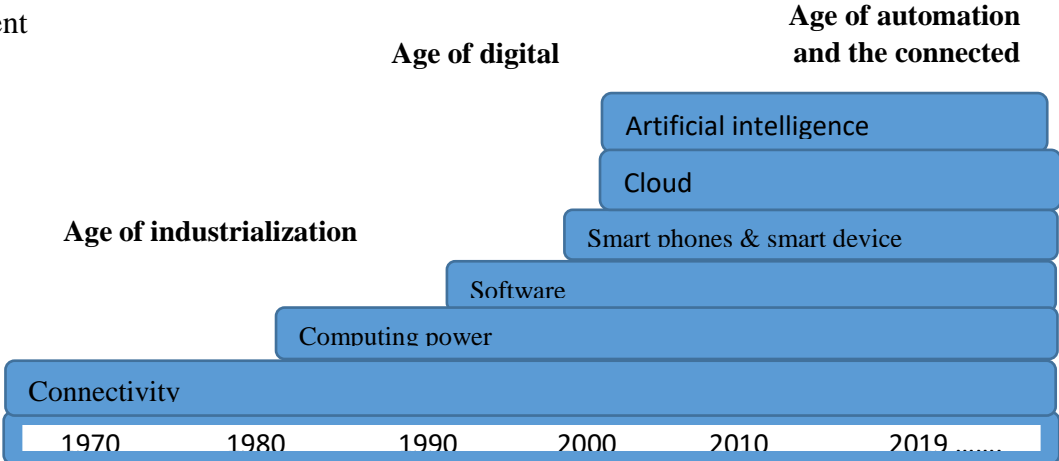 ent
Age of automation
and the connected
Age of digital
Artificial intelligence
Cloud
Age of industrialization
Smart phones & smart device
Software
Computing power
Connectivity
1970 1980 1990 2000 2010 2019 .......